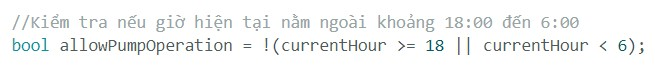 //Kiểm tra nếu giờ hiện tại nằm ngoài khoảng 18:00 đến 6:00
bool allowPumpOperation = !(currentHour >= 18 || currentHour < 6);